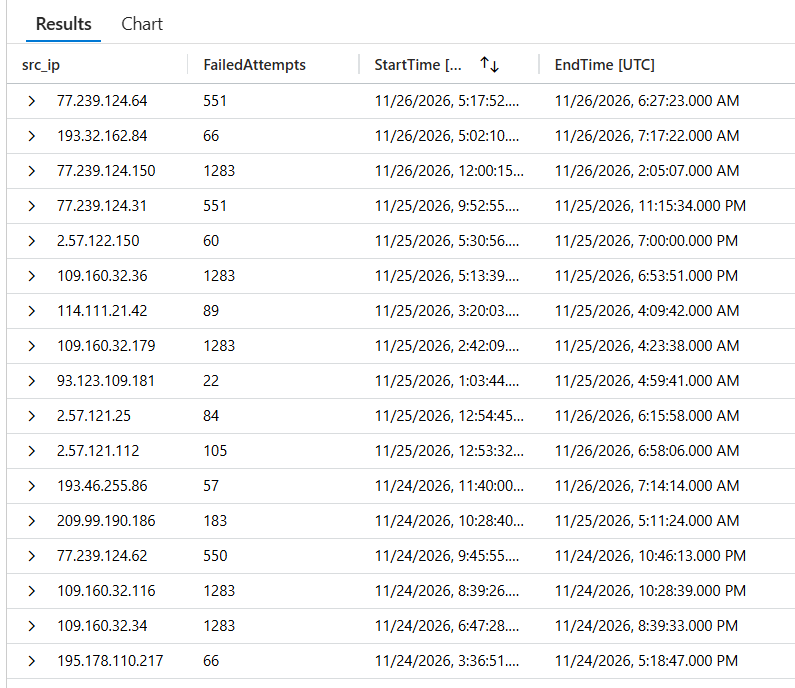 Results Chart
src_ip FailedAttempts StartTime [... EndTime [UTC]
77.239.124.64 551 11/26/2026, 5:17:52.... 11/26/2026, 6:27:23.000 AM
193.32.162.84 66 11/26/2026, 5:02:10.... 11/26/2026, 7:17:22.000 AM
77.239.124.150 1283 11/26/2026, 12:00:15... 11/26/2026, 2:05:07.000 AM
77.239.124.31 551 11/25/2026, 9:52:55.... 11/25/2026, 11:15:34.000 PM
2.57.122.150 60 11/25/2026, 5:30:56.... 11/25/2026, 7:00:00.000 PM
109.160.32.36 1283 11/25/2026, 5:13:39.... 11/25/2026, 6:53:51.000 PM
114.111.21.42 89 11/25/2026, 3:20:03.... 11/25/2026, 4:09:42.000 AM
109.160.32.179 1283 11/25/2026, 2:42:09.... 11/25/2026, 4:23:38.000 AM
93.123.109.181 22 11/25/2026, 1:03:44.... 11/25/2026, 4:59:41.000 AM
2.57.121.25 84 11/25/2026, 12:54:45... 11/26/2026, 6:15:58.000 AM
2.57.121.112 105 11/25/2026, 12:53:32... 11/26/2026, 6:58:06.000 AM
193.46.255.86 57 11/24/2026, 11:40:00... 11/26/2026, 7:14:14.000 AM
209.99.190.186 183 11/24/2026, 10:28:40... 11/25/2026, 5:11:24.000 AM
77.239.124.62 550 11/24/2026, 9:45:55.... 11/24/2026, 10:46:13.000 PM
109.160.32.116 1283 11/24/2026, 8:39:26.... 11/24/2026, 10:28:39.000 PM
109.160.32.34 1283 11/24/2026, 6:47:28.... 11/24/2026, 8:39:33.000 PM
195.178.110.217 66 11/24/2026, 3:36:51.... 11/24/2026, 5:18:47.000 PM